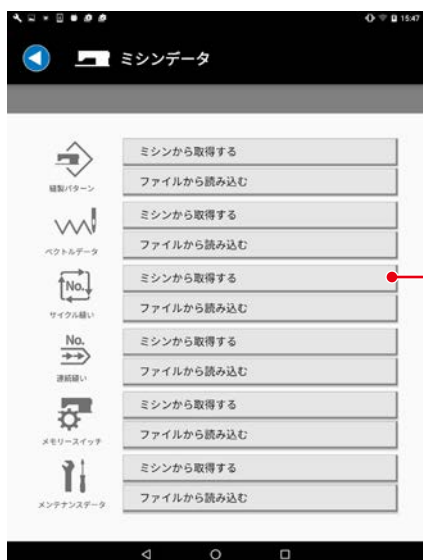 15:47
ミシンデータ
ミシンから取得する
ファイルから読み込む
縫製パターン
ミシンから取得する
ファイルから読み込む
ベクトルデータ
ミシンから取得する
No.
ファイルから読み込む
サイクル縫い
No.
ミシンから取得する
ファイルから読み込む
連続縫い
ミシンから取得する
ファイルから読み込む
メモリースイッチ
ミシンから取得する
ファイルから読み込む
メンテナンスデータ